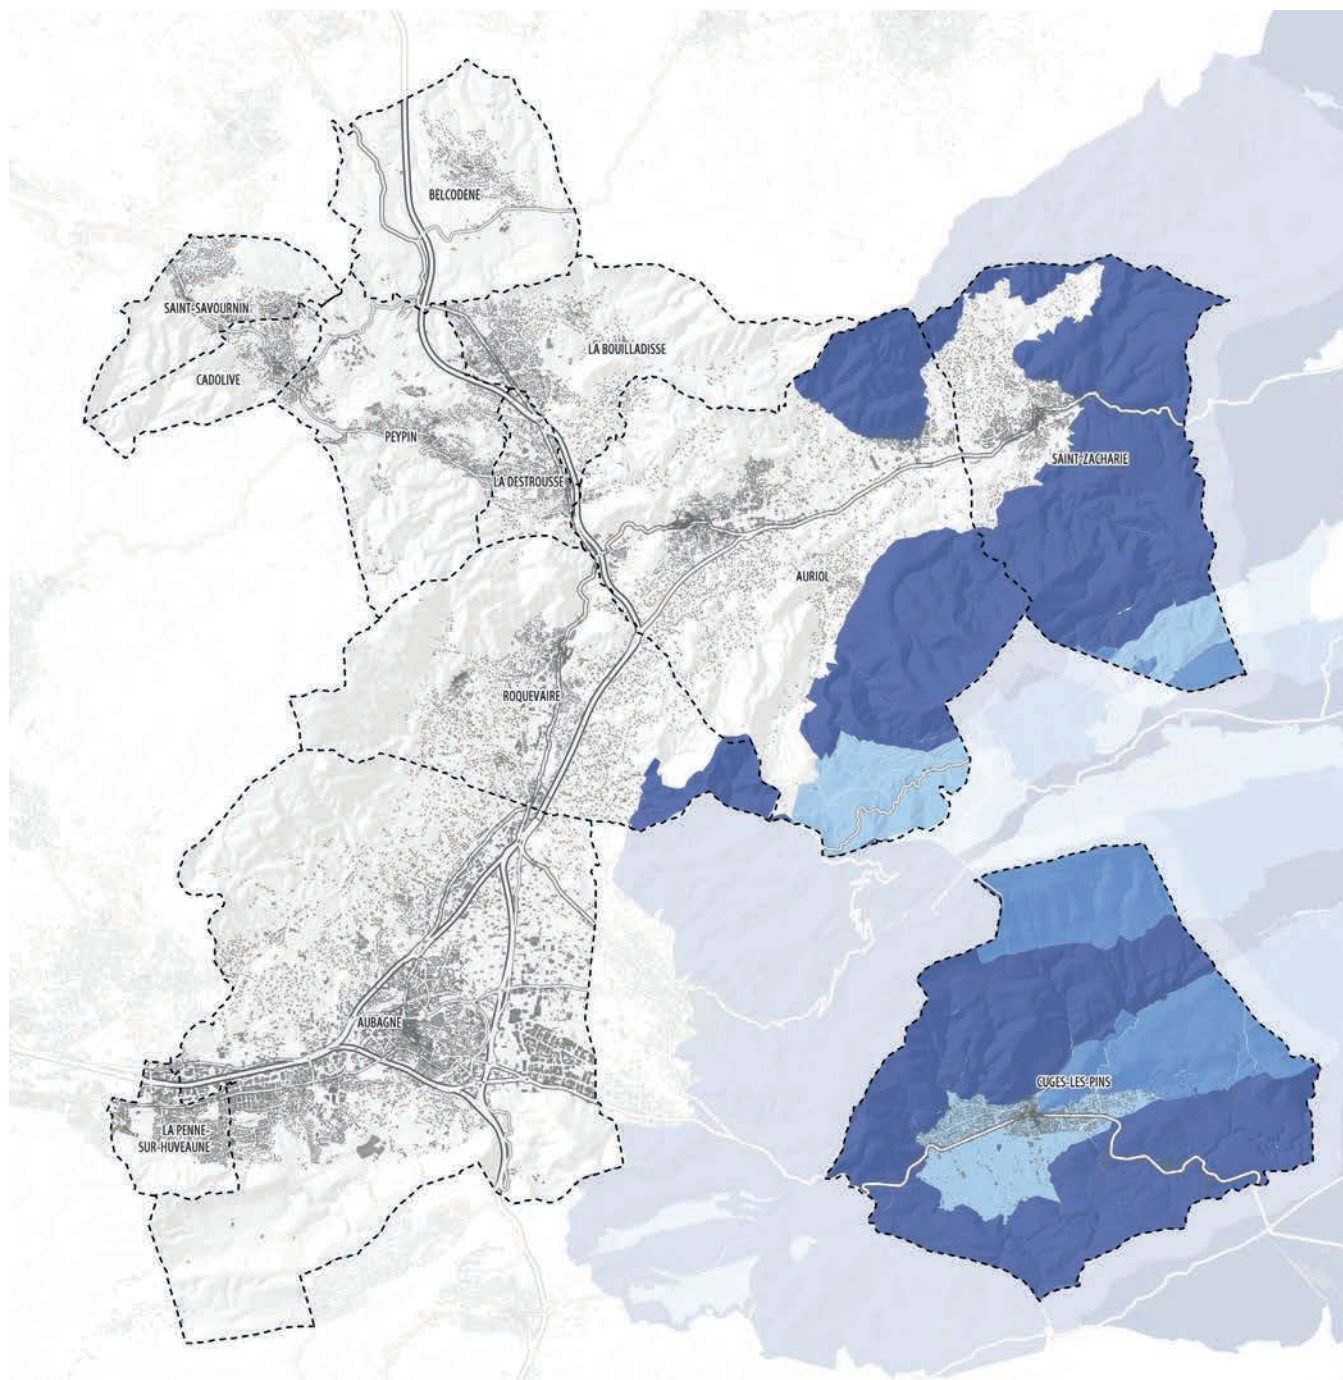 BELCODENE
SAINT-SAVOURNIN
LA BOUILLADISSE
CADOLIVE
PEYPIN
SAINT-ZACHARIE
LA DESTROUSSE
AURIOL
ROQUEVAIRE
AUBAGNE
CUGES-LES-PINS
LA PENNE
SUR-HUVEAUNE